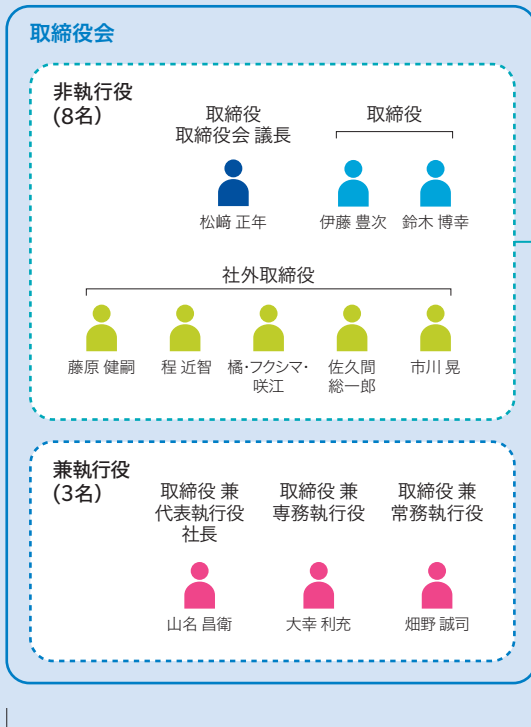 取締役会
非執行役
(8名)
取締役
取締役会 議長
取締役
松﨑 正年
伊藤 豊次
鈴木 博幸
社外取締役
藤原 健嗣
程 近智
橘・フクシマ・
咲江
佐久間
総一郎
市川 晃
兼執行役
(3名)
取締役 兼
代表執行役
社長
取締役 兼
専務執行役
取締役 兼
常務執行役
山名 昌衛
大幸 利充
畑野 誠司